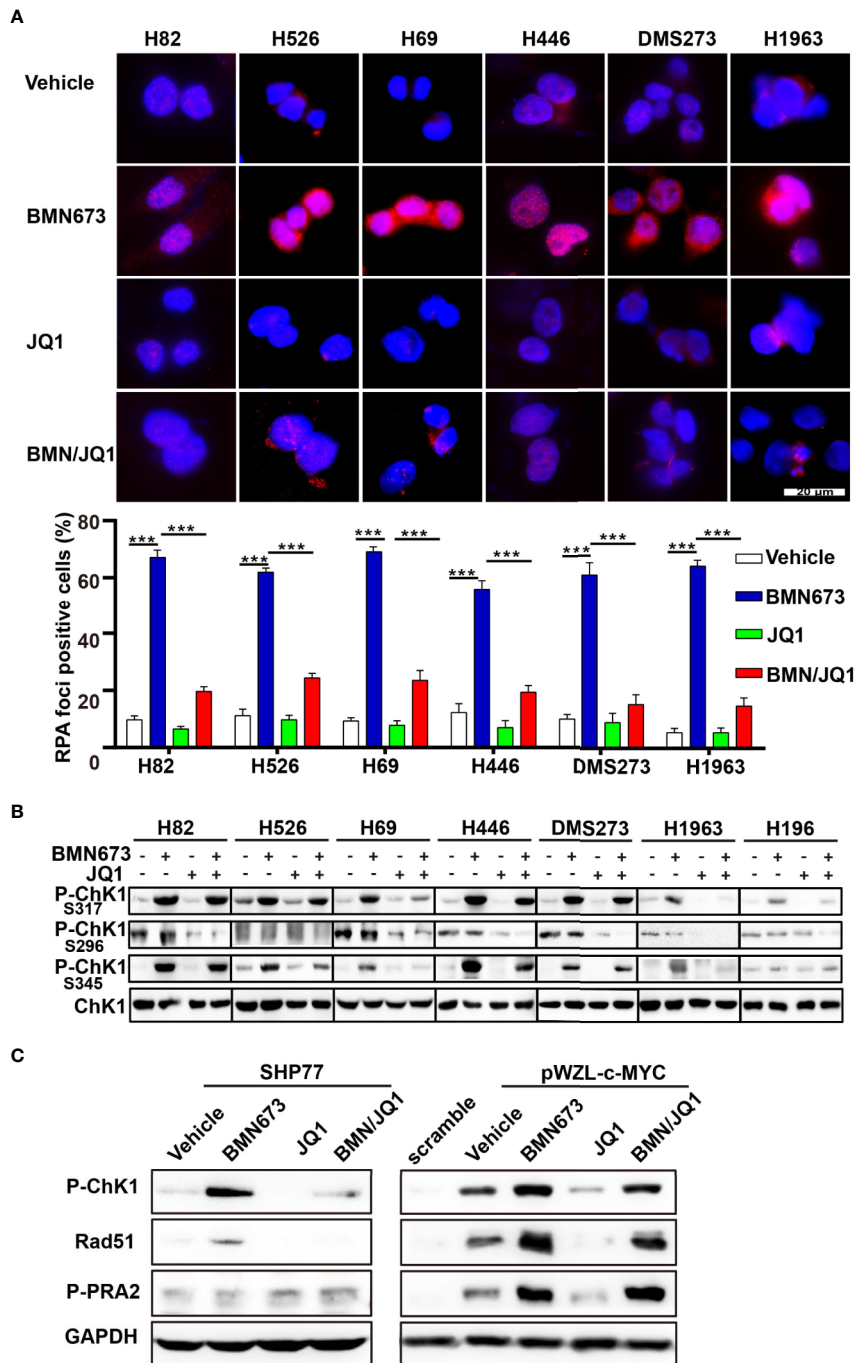 A
H82 H526 H69 H446 DMS273 H1963
Vehicle
BMN673
JQ1
BMN/JQ1
20 μm
RPA foci positive cells (%)
80
60
40
20
0
*** *** *** *** *** *** *** *** *** *** *** ***
Vehicle
BMN673
JQ1
BMN/JQ1
H82 H526 H69 H446 DMS273 H1963
B
H82 H526 H69 H446 DMS273 H1963 H196
BMN673 - + - + - + - + - + - + - + - + - + - + - + - + - + - +
JQ1 - - + + - - + + - - + + - - + + - - + + - - + + - - + +
P-ChK1
S317
P-ChK1
S296
P-ChK1
S345
ChK1
C
SHP77 pWZL-c-MYC
Vehicle BMN673 JQ1 BMN/JQ1 scramble Vehicle BMN673 JQ1 BMN/JQ1
P-ChK1
Rad51
P-PRA2
GAPDH